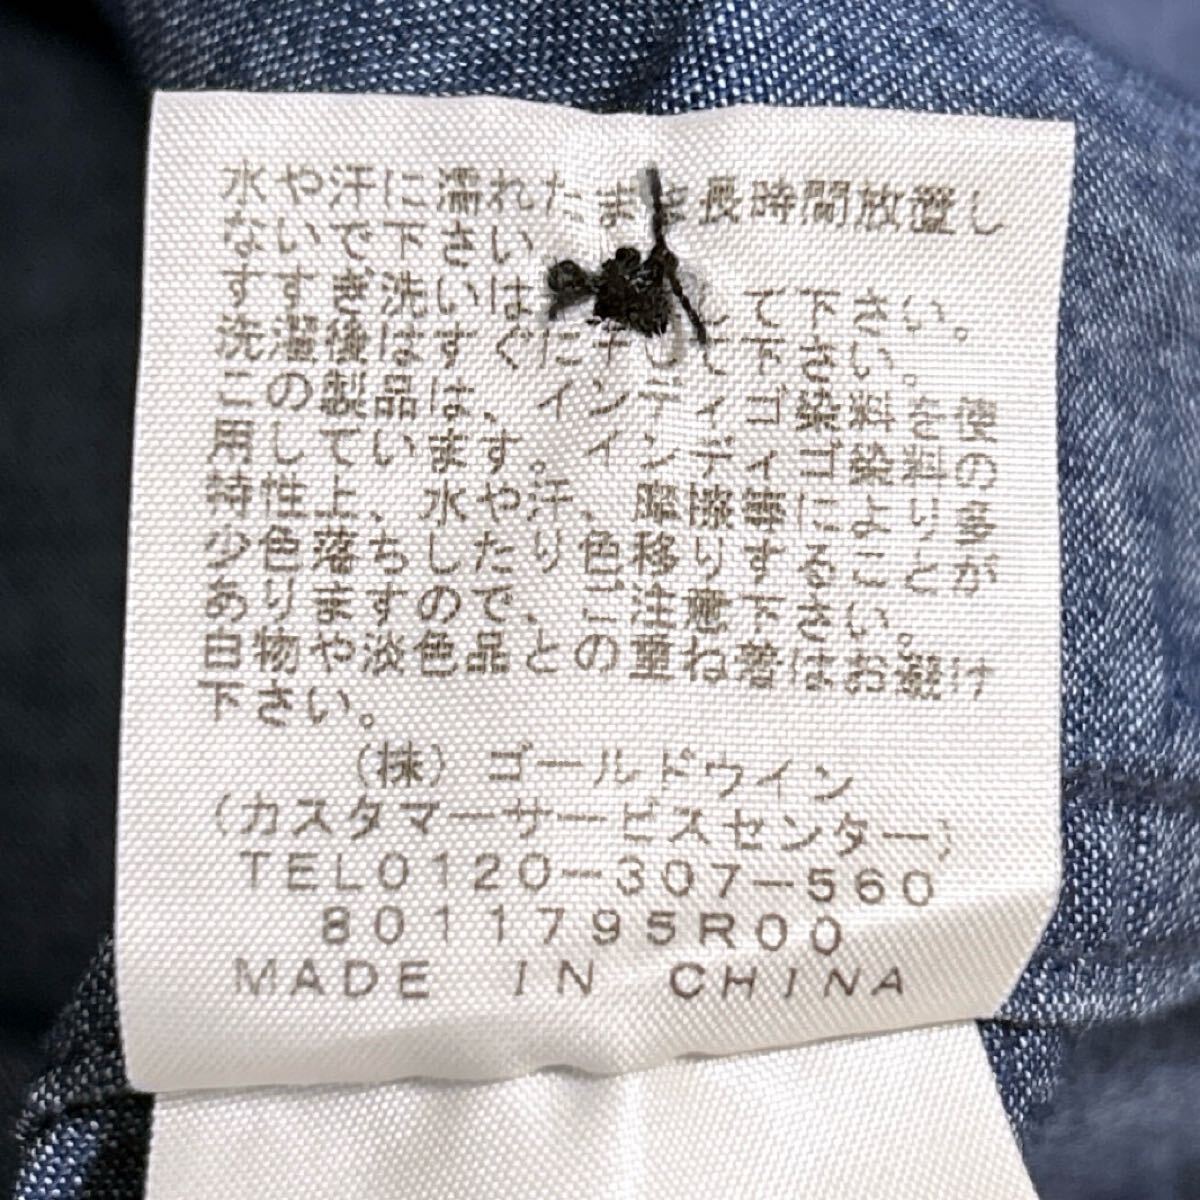 水や汗に濡れたまま長時間放置し
ないで下さい
すすぎ洗いは して下さい。
洗濯後はすぐに干して下さい。
この製品は、インディゴ染料を使
用しています。インディゴ染料の
特性上、水や汗、摩擦等により多
少色落ちしたり色移りすることが
ありますので、ご注意下さい。
白物や淡色品との重ね着はお避け
下さい。
(株)ゴールドウイン
(カスタマーサービスセンター)
TEL0120-307-560
8011795R00
MADE IN CHINA